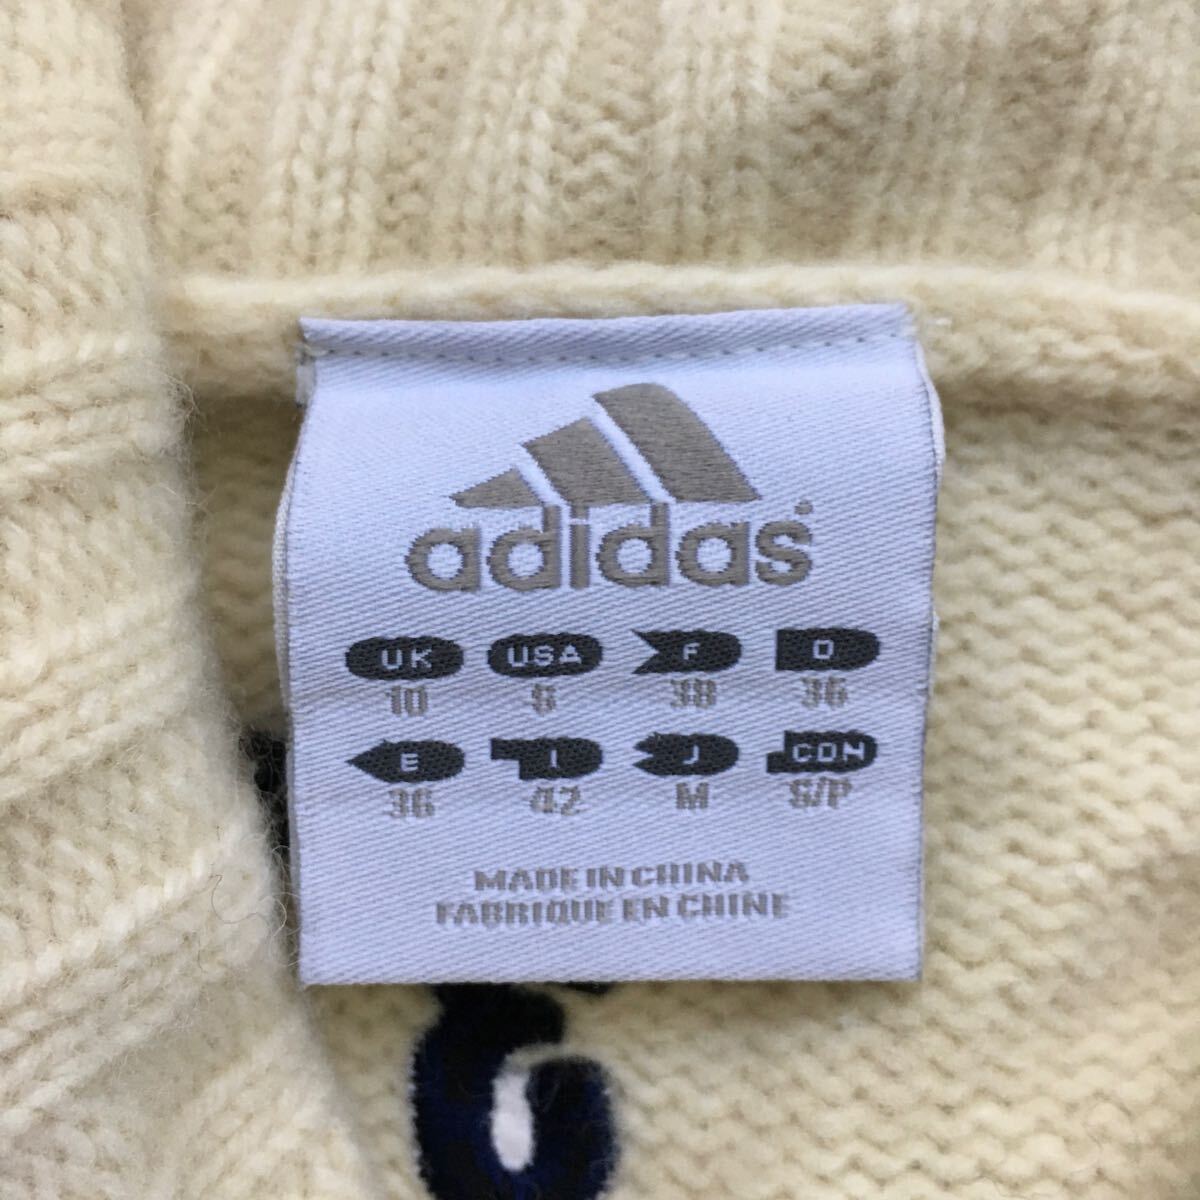 adidas
UK USA F D
10 S 38 36
E I J CDN
36 42 M S/P
MADE IN CHINA
FABRIQUE EN CHINE